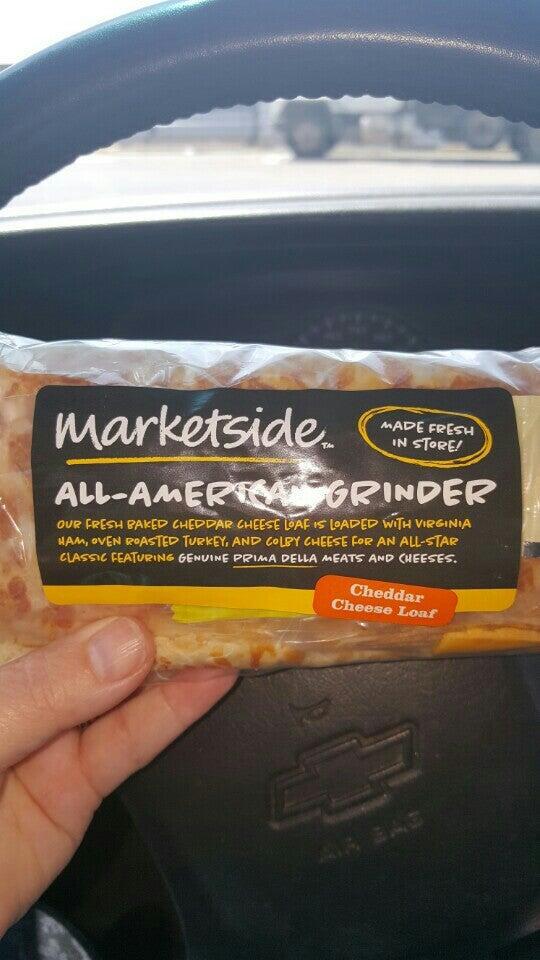 marketside™
MADE FRESH
IN STORE!
ALL-AMERICAN GRINDER
OUR FRESH BAKED CHEDDAR CHEESE LOAF IS LOADED WITH VIRGINIA
HAM, OVEN ROASTED TURKEY, AND COLBY CHEESE FOR AN ALL-STAR
CLASSIC FEATURING GENUINE PRIMA DELLA MEATS AND CHEESES.
Cheddar
Cheese Loaf
AIR BAG